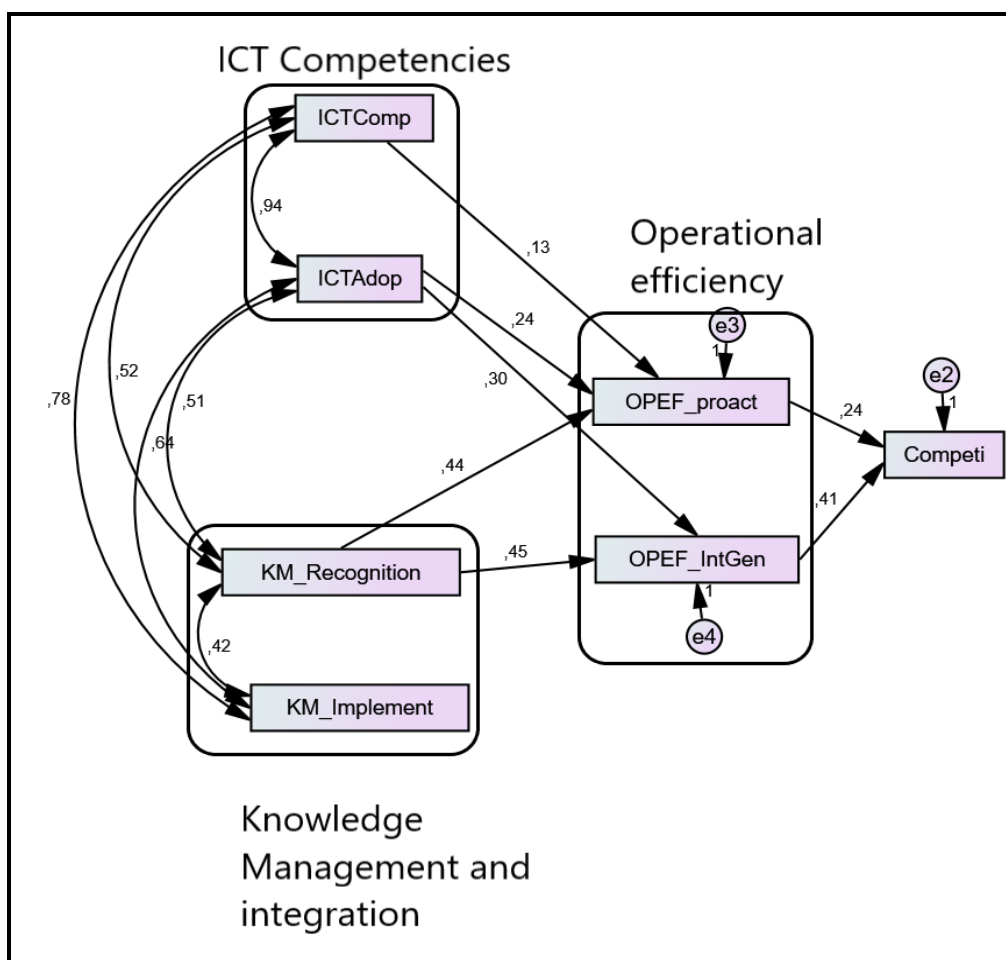 ICT Competencies
ICTComp
,94
ICTAdop
,13
Operational
efficiency
e3
1
,24
,30
OPEF_proact
e2
1
,24
Competi
,78
,52
,51
,64
,44
,41
KM_Recognition
,45
OPEF_IntGen
1
e4
,42
KM_Implement
Knowledge
Management and
integration